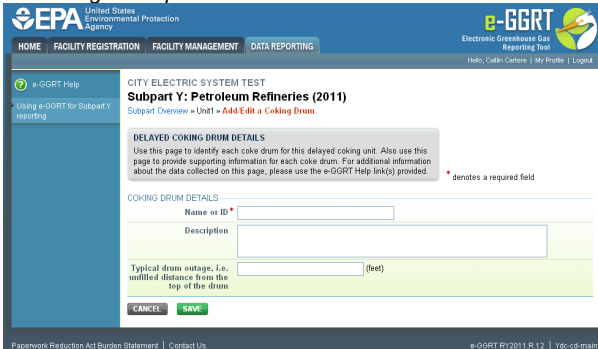 United States
Environmental Protection
Agency
EPA
e-GGRT
Electronic Greenhouse Gas
Reporting Tool
HOME FACILITY REGISTRATION FACILITY MANAGEMENT DATA REPORTING
Hello, Caitlin Cartere | My Profile | Logout
e-GGRT Help
Using e-GGRT for Subpart Y
reporting
CITY ELECTRIC SYSTEM TEST
Subpart Y: Petroleum Refineries (2011)
Subpart Overview » Unit1 » Add/Edit a Coking Drum
DELAYED COKING DRUM DETAILS
Use this page to identify each coke drum for this delayed coking unit. Also use this
page to provide supporting information for each coke drum. For additional information
about the data collected on this page, please use the e-GGRT Help link(s) provided.
* denotes a required field
COKING DRUM DETAILS
Name or ID *
Description
Typical drum outage, i.e.
unfilled distance from the
top of the drum
(feet)
CANCEL SAVE
Paperwork Reduction Act Burden Statement | Contact Us
e-GGRT RY2011.R.12 | Ydc-cd-main